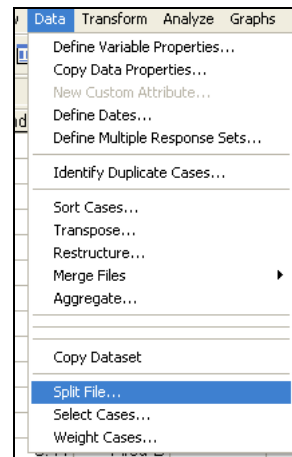 Data Transform Analyze Graphs
Define Variable Properties...
Copy Data Properties...
New Custom Attribute...
Define Dates...
Define Multiple Response Sets...
Identify Duplicate Cases...
Sort Cases...
Transpose...
Restructure...
Merge Files
Aggregate...
Copy Dataset
Split File...
Select Cases...
Weight Cases...